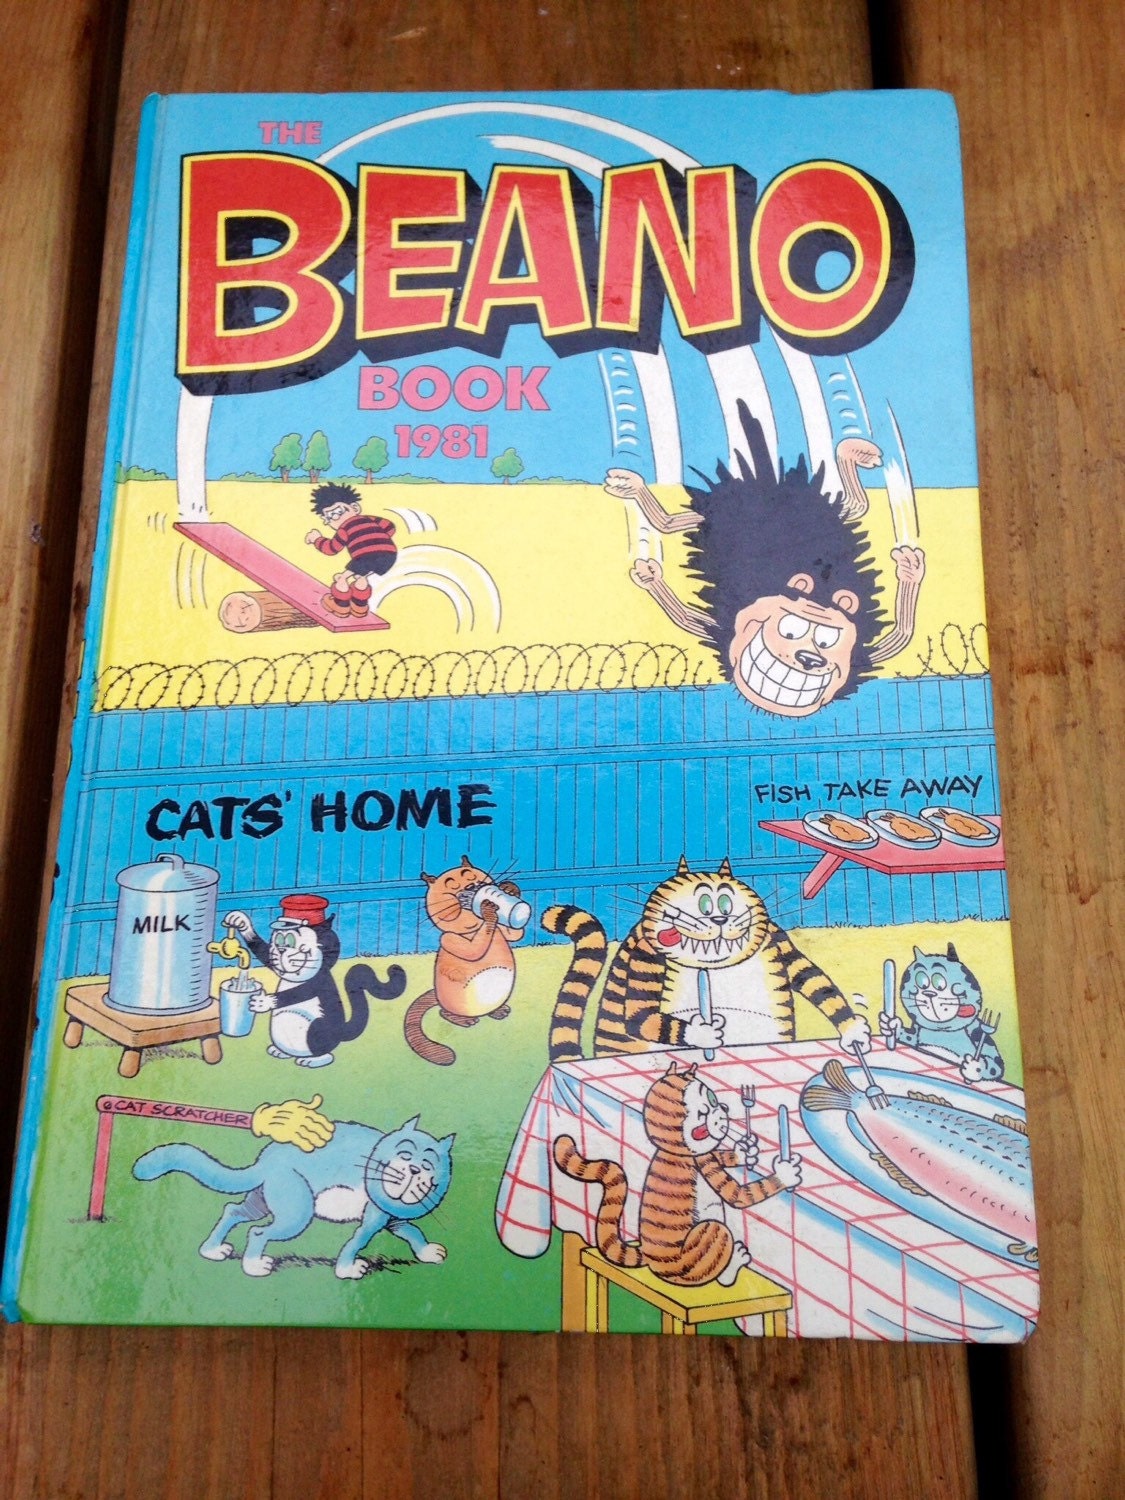 THE
BEANO
BOOK
1981
CATS' HOME
FISH TAKE AWAY
MILK
CAT SCRATCHER